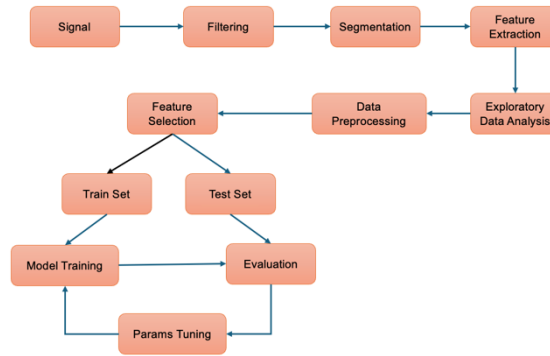 Signal
Filtering
Segmentation
Feature
Extraction
Exploratory
Data Analysis
Data
Preprocessing
Feature
Selection
Train Set
Test Set
Model Training
Evaluation
Params Tuning